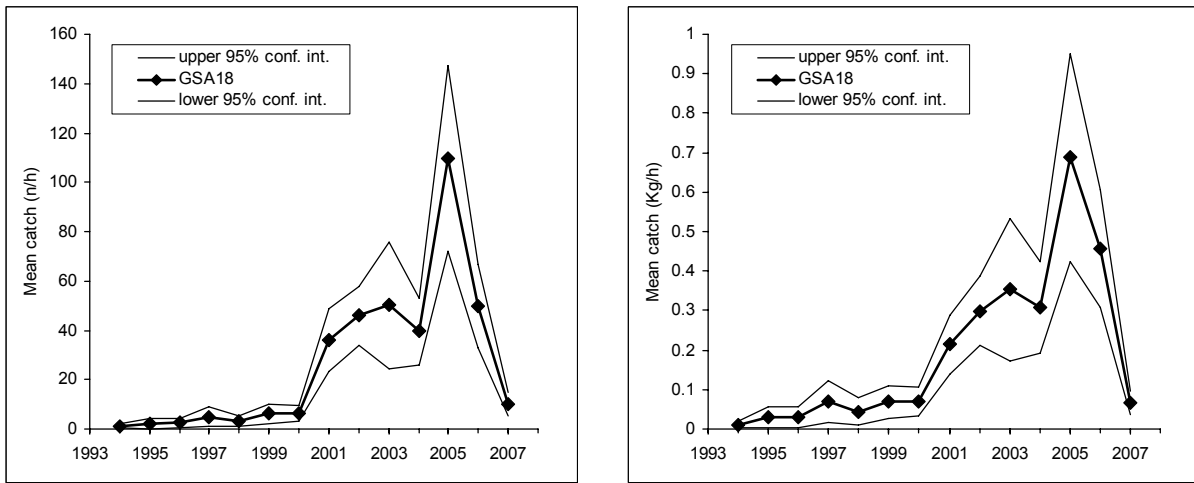 160
140
120
100
80
60
40
20
0
Mean catch (n/h)
upper 95% conf. int.
GSA18
lower 95% conf. int.
1993 1995 1997 1999 2001 2003 2005 2007
1
0.9
0.8
0.7
0.6
0.5
0.4
0.3
0.2
0.1
0
Mean catch (Kg/h)
upper 95% conf. int.
GSA18
lower 95% conf. int.
1993 1995 1997 1999 2001 2003 2005 2007